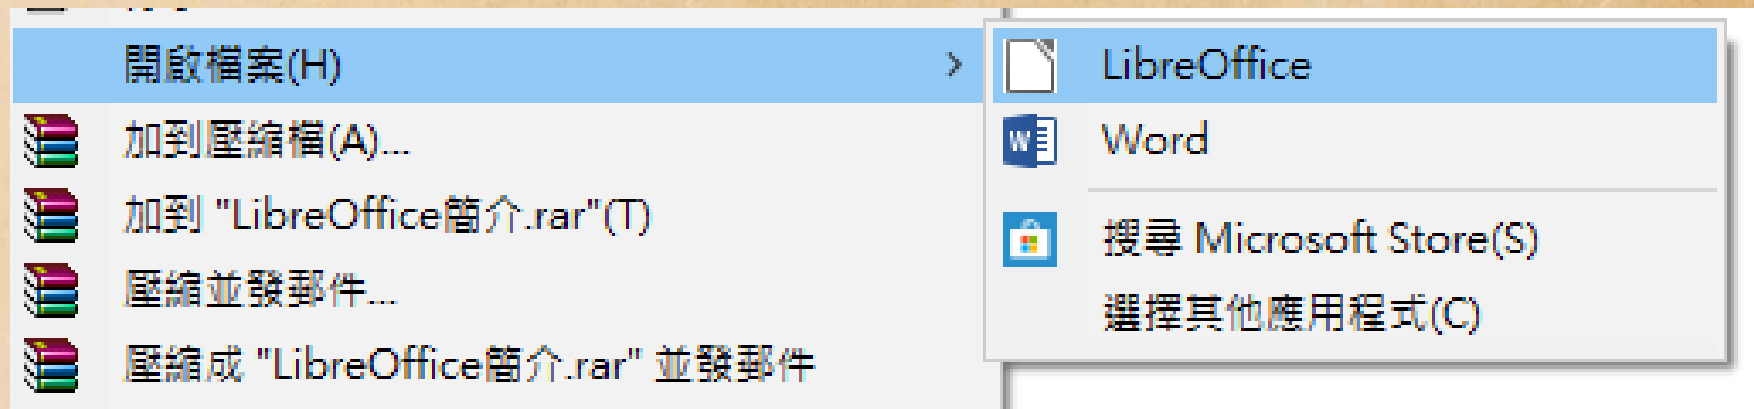 開啟檔案(H)
加到壓縮檔(A)...
加到 "LibreOffice簡介.rar"(T)
壓縮並發郵件...
壓縮成 "LibreOffice簡介.rar" 並發郵件
LibreOffice
Word
搜尋 Microsoft Store(S)
選擇其他應用程式(C)